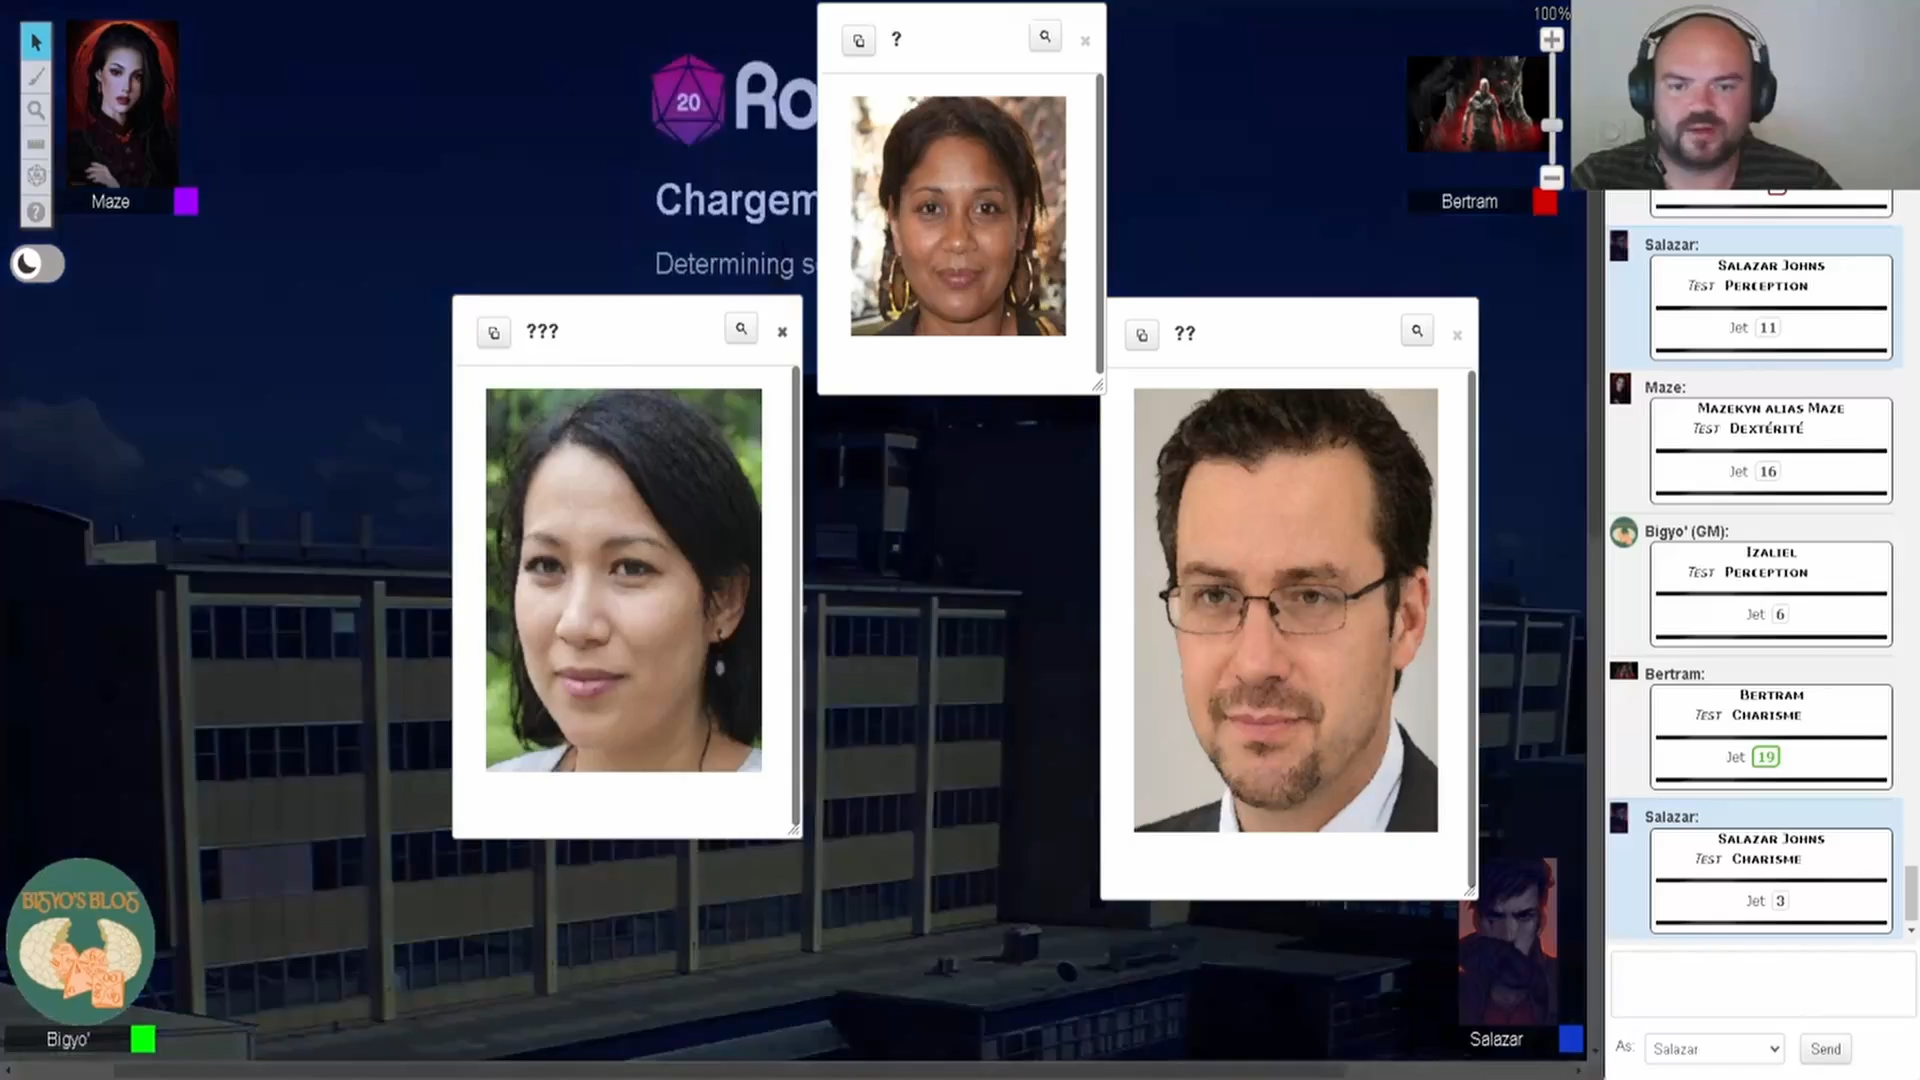 Maze
20
Ro
Chargem
Determining s
?
???
??
100%
Bertram
Salazar:
SALAZAR JOHNS
TEST PERCEPTION
Jet 11
Maze:
MAZEKYN ALIAS MAZE
TEST DEXTÉRITÉ
Jet 16
Bigyo' (GM):
IZALIEL
TEST PERCEPTION
Jet 6
Bertram:
BERTRAM
TEST CHARISME
Jet 19
Salazar:
SALAZAR JOHNS
TEST CHARISME
Jet 3
BIGYO'S BLOG
Bigyo'
Salazar
As:
Salazar
Send